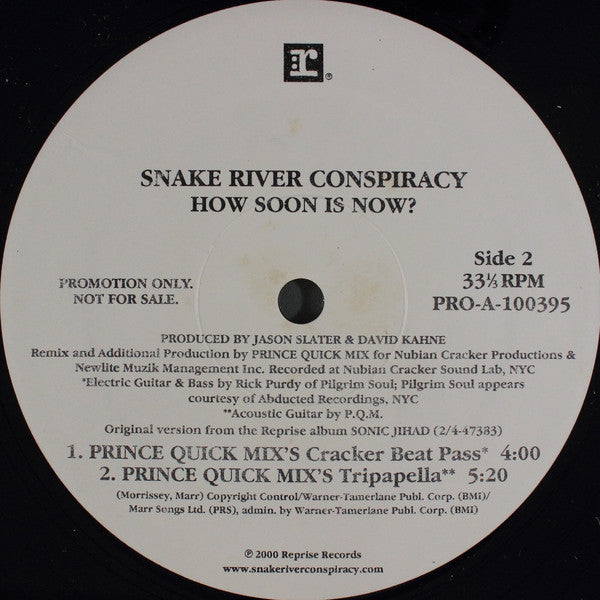 r®
SNAKE RIVER CONSPIRACY
HOW SOON IS NOW?
PROMOTION ONLY.
NOT FOR SALE.
Side 2
33⅓ RPM
PRO-A-100395
PRODUCED BY JASON SLATER & DAVID KAHNE
Remix and Additional Production by PRINCE QUICK MIX for Nubian Cracker Productions &
Newlite Muzik Management Inc. Recorded at Nubian Cracker Sound Lab, NYC
*Electric Guitar & Bass by Rick Purdy of Pilgrim Soul; Pilgrim Soul appears
courtesy of Abducted Recordings, NYC
**Acoustic Guitar by P.Q.M.
Original version from the Reprise album SONIC JIHAD (2/4-47383)
1. PRINCE QUICK MIX'S Cracker Beat Pass* 4:00
2. PRINCE QUICK MIX'S Tripapella** 5:20
(Morrissey, Marr) Copyright Control/Warner-Tamerlane Publ. Corp. (BMI)/
Marr Songs Ltd. (PRS), admin. by Warner-Tamerlane Publ. Corp. (BMI)
℗ 2000 Reprise Records
www.snakeriverconspiracy.com